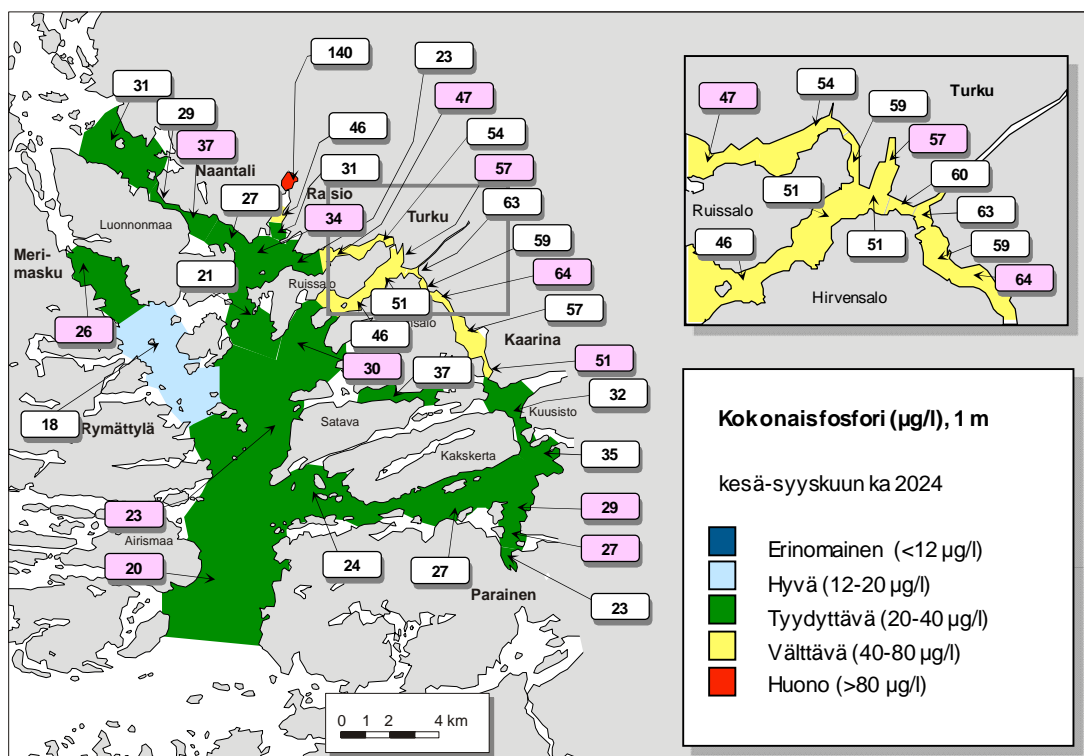 140
23
31
47
29
46
54
37
Naantali
31
57
27
Raisio
34
63
Turku
Luonnonmaa
59
Meri-
masku
21
Ruissalo
64
26
51
57
46
Kaarina
30
37
51
32
18
Rymättylä
Satava
Kuusisto
Kakskerta
35
23
29
Airismaa
20
24
27
27
Parainen
23
0 1 2 4 km
54
47
59
Turku
57
51
60
Ruissalo
63
46
51
59
Hirvensalo
64
Kokonaisfosfori (µg/l), 1 m
kesä-syyskuun ka 2024
Erinomainen (<12 µg/l)
Hyvä (12-20 µg/l)
Tyydyttävä (20-40 µg/l)
Välttävä (40-80 µg/l)
Huono (>80 µg/l)